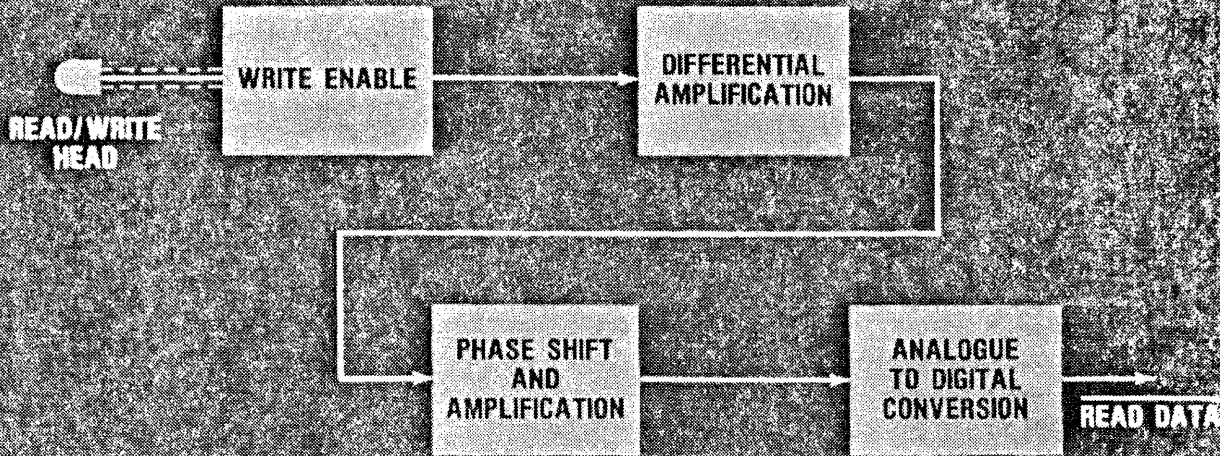 WRITE ENABLE
DIFFERENTIAL
AMPLIFICATION
READ/WRITE
HEAD
PHASE SHIFT
AND
AMPLIFICATION
ANALOGUE
TO DIGITAL
CONVERSION
READ DATA